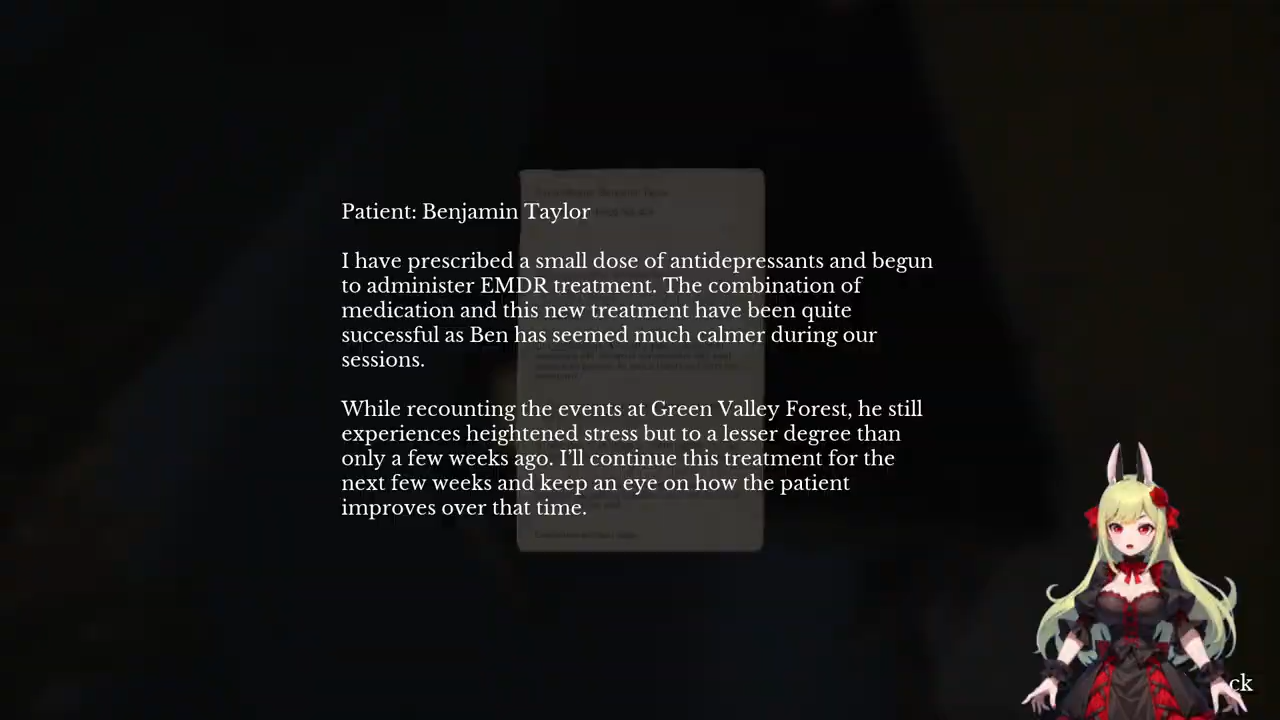 Patient: Benjamin Taylor
I have prescribed a small dose of antidepressants and begun
to administer EMDR treatment. The combination of
medication and this new treatment have been quite
successful as Ben has seemed much calmer during our
sessions.
While recounting the events at Green Valley Forest, he still
experiences heightened stress but to a lesser degree than
only a few weeks ago. I'll continue this treatment for the
next few weeks and keep an eye on how the patient
improves over that time.
ck